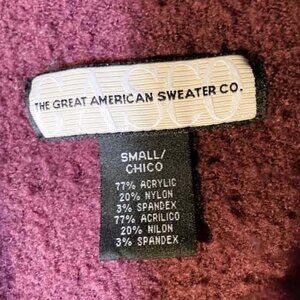 GASCO
THE GREAT AMERICAN SWEATER CO.
SMALL/
CHICO
77% ACRYLIC
20% NYLON
3% SPANDEX
77% ACRILICO
20% NILON
3% SPANDEX